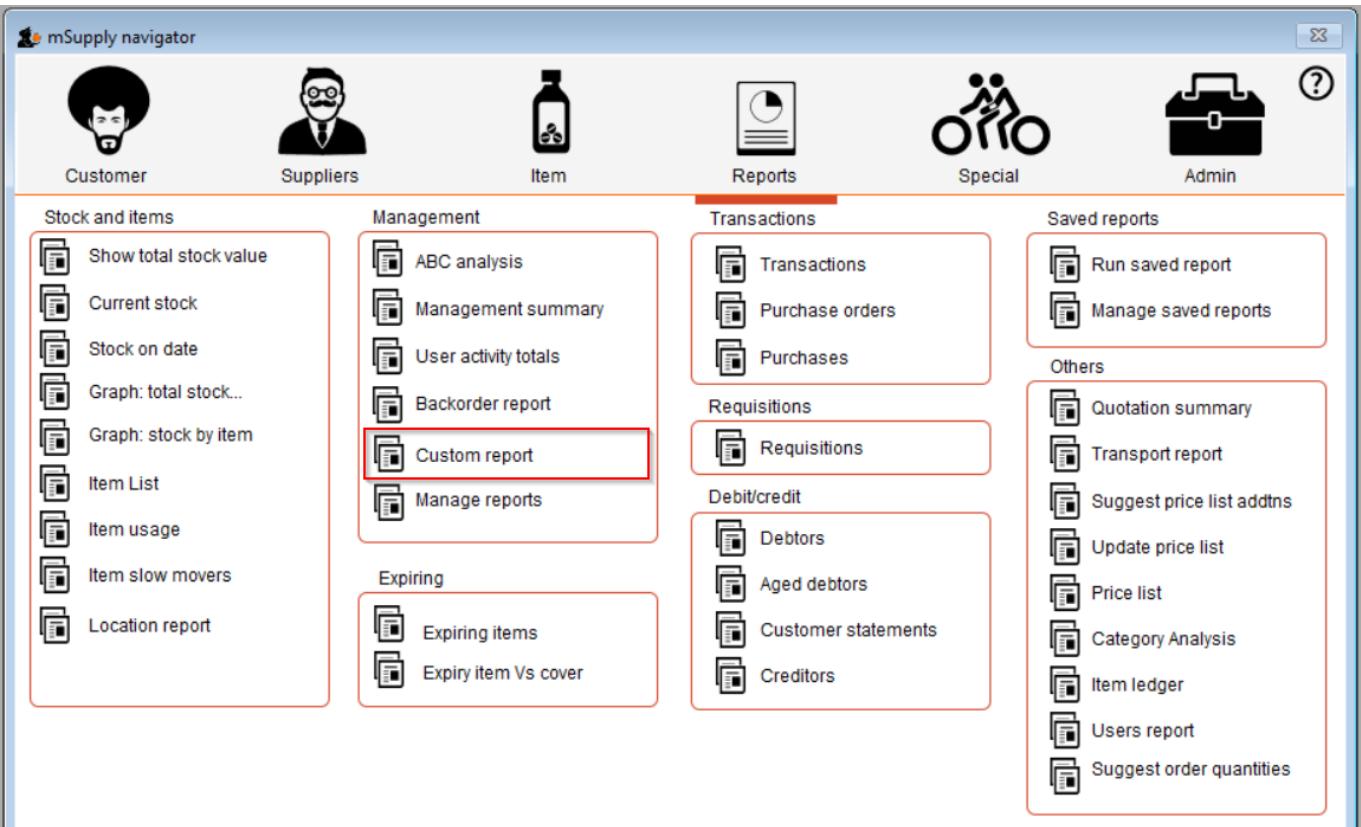 mSupply navigator
?
Customer
Suppliers
Item
Reports
Special
Admin
Stock and items
Show total stock value
Current stock
Stock on date
Graph: total stock...
Graph: stock by item
Item List
Item usage
Item slow movers
Location report
Management
ABC analysis
Management summary
User activity totals
Backorder report
Custom report
Manage reports
Expiring
Expiring items
Expiry item Vs cover
Transactions
Transactions
Purchase orders
Purchases
Requisitions
Requisitions
Debit/credit
Debtors
Aged debtors
Customer statements
Creditors
Saved reports
Run saved report
Manage saved reports
Others
Quotation summary
Transport report
Suggest price list addtns
Update price list
Price list
Category Analysis
Item ledger
Users report
Suggest order quantities